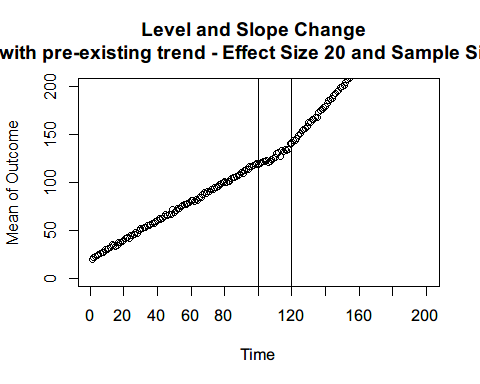 Level and Slope Change
with pre-existing trend - Effect Size 20 and Sample Si
Mean of Outcome
200
150
100
50
0
0 20 40 60 80 120 160 200
Time